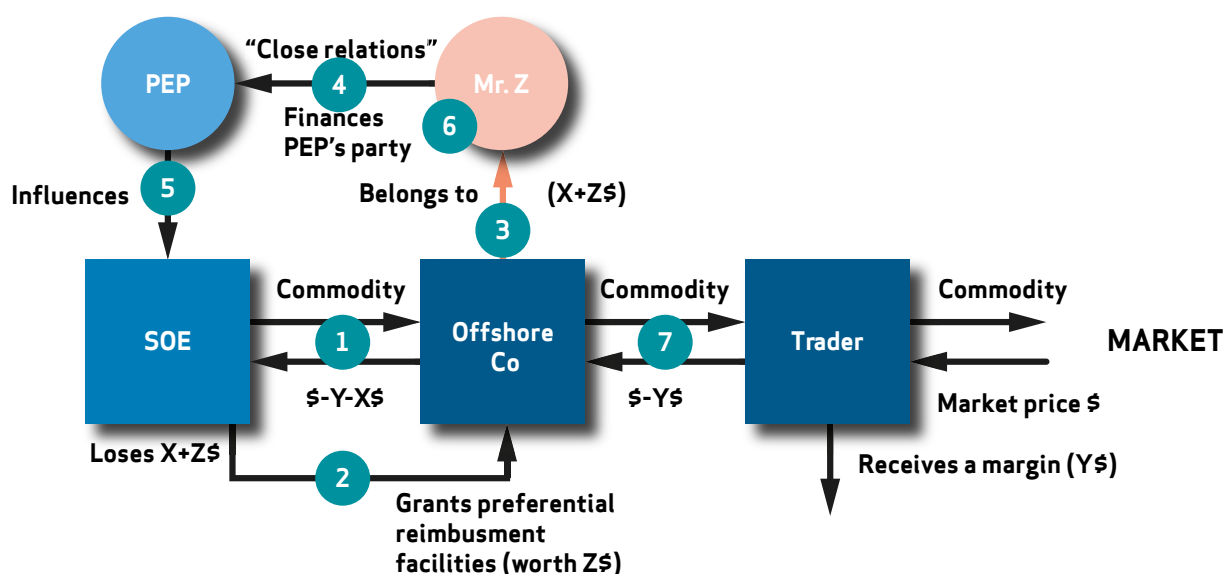 “Close relations”
PEP
4
Mr. Z
Finances
PEP’s party
6
Influences
5
Belongs to
(X+Z$)
3
Commodity
Commodity
Commodity
SOE
1
Offshore
Co
7
Trader
MARKET
$-Y-X$
$-Y$
Market price $
Loses X+Z$
Receives a margin (Y$)
2
Grants preferential
reimbusment
facilities (worth Z$)